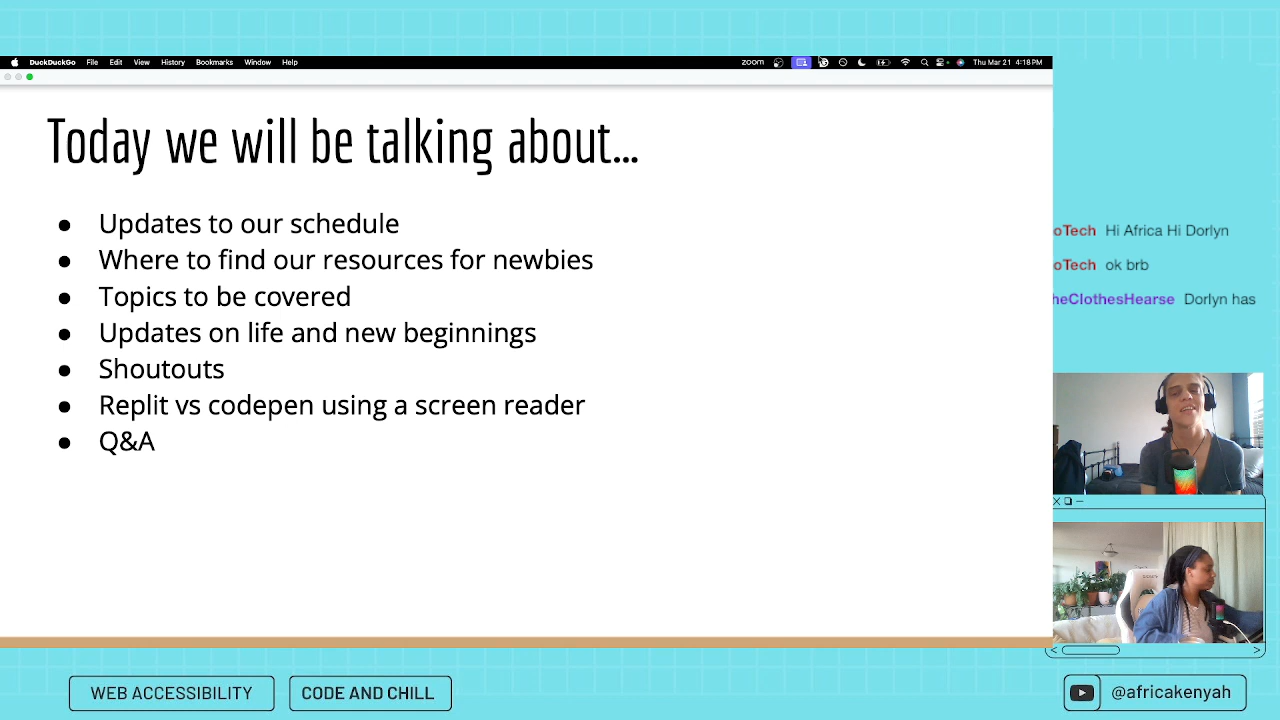 DuckDuckGo File Edit View History Bookmarks Window Help zoom Thu Mar 21 4:18 PM
Today we will be talking about...
● Updates to our schedule
● Where to find our resources for newbies
● Topics to be covered
● Updates on life and new beginnings
● Shoutouts
● Replit vs codepen using a screen reader
● Q&A
oTech Hi Africa Hi Dorlyn
oTech ok brb
heClothesHearse Dorlyn has
WEB ACCESSIBILITY
CODE AND CHILL
@africakenyah